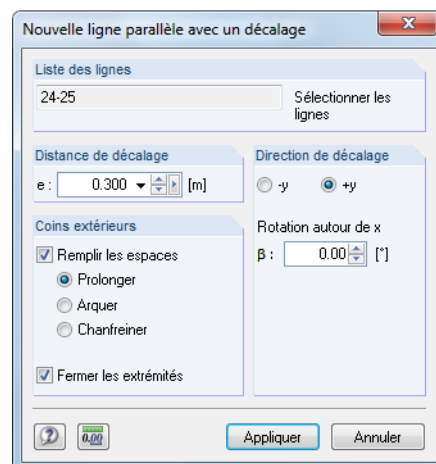 Nouvelle ligne parallèle avec un décalage
Liste des lignes
24-25
Sélectionner les
lignes
Distance de décalage
e : 0.300 [m]
Direction de décalage
-y +y
Coins extérieurs
Remplir les espaces
Prolonger
Arquer
Chanfreiner
Fermer les extrémités
Rotation autour de x
β : 0.00 [°]
0.00
Appliquer Annuler